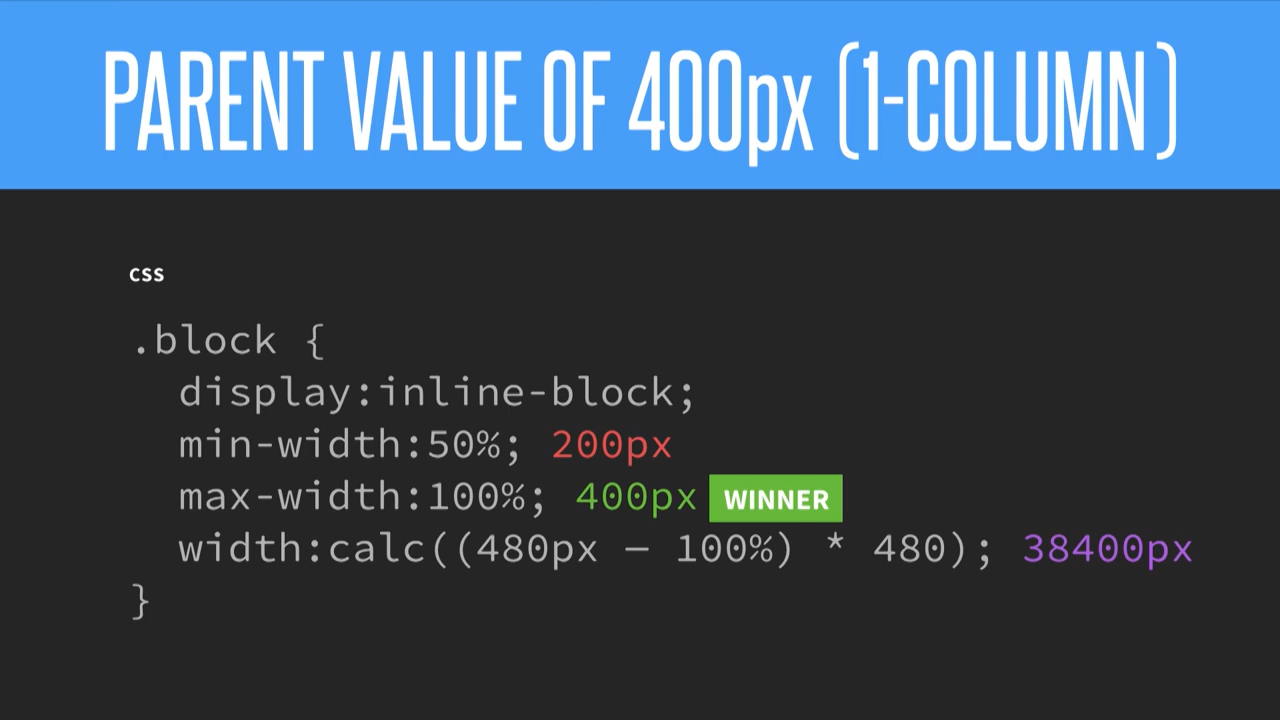 PARENT VALUE OF 400px (1-COLUMN)
css
.block {
display:inline-block;
min-width:50%; 200px
max-width:100%; 400px WINNER
width:calc((480px – 100%) * 480); 38400px
}